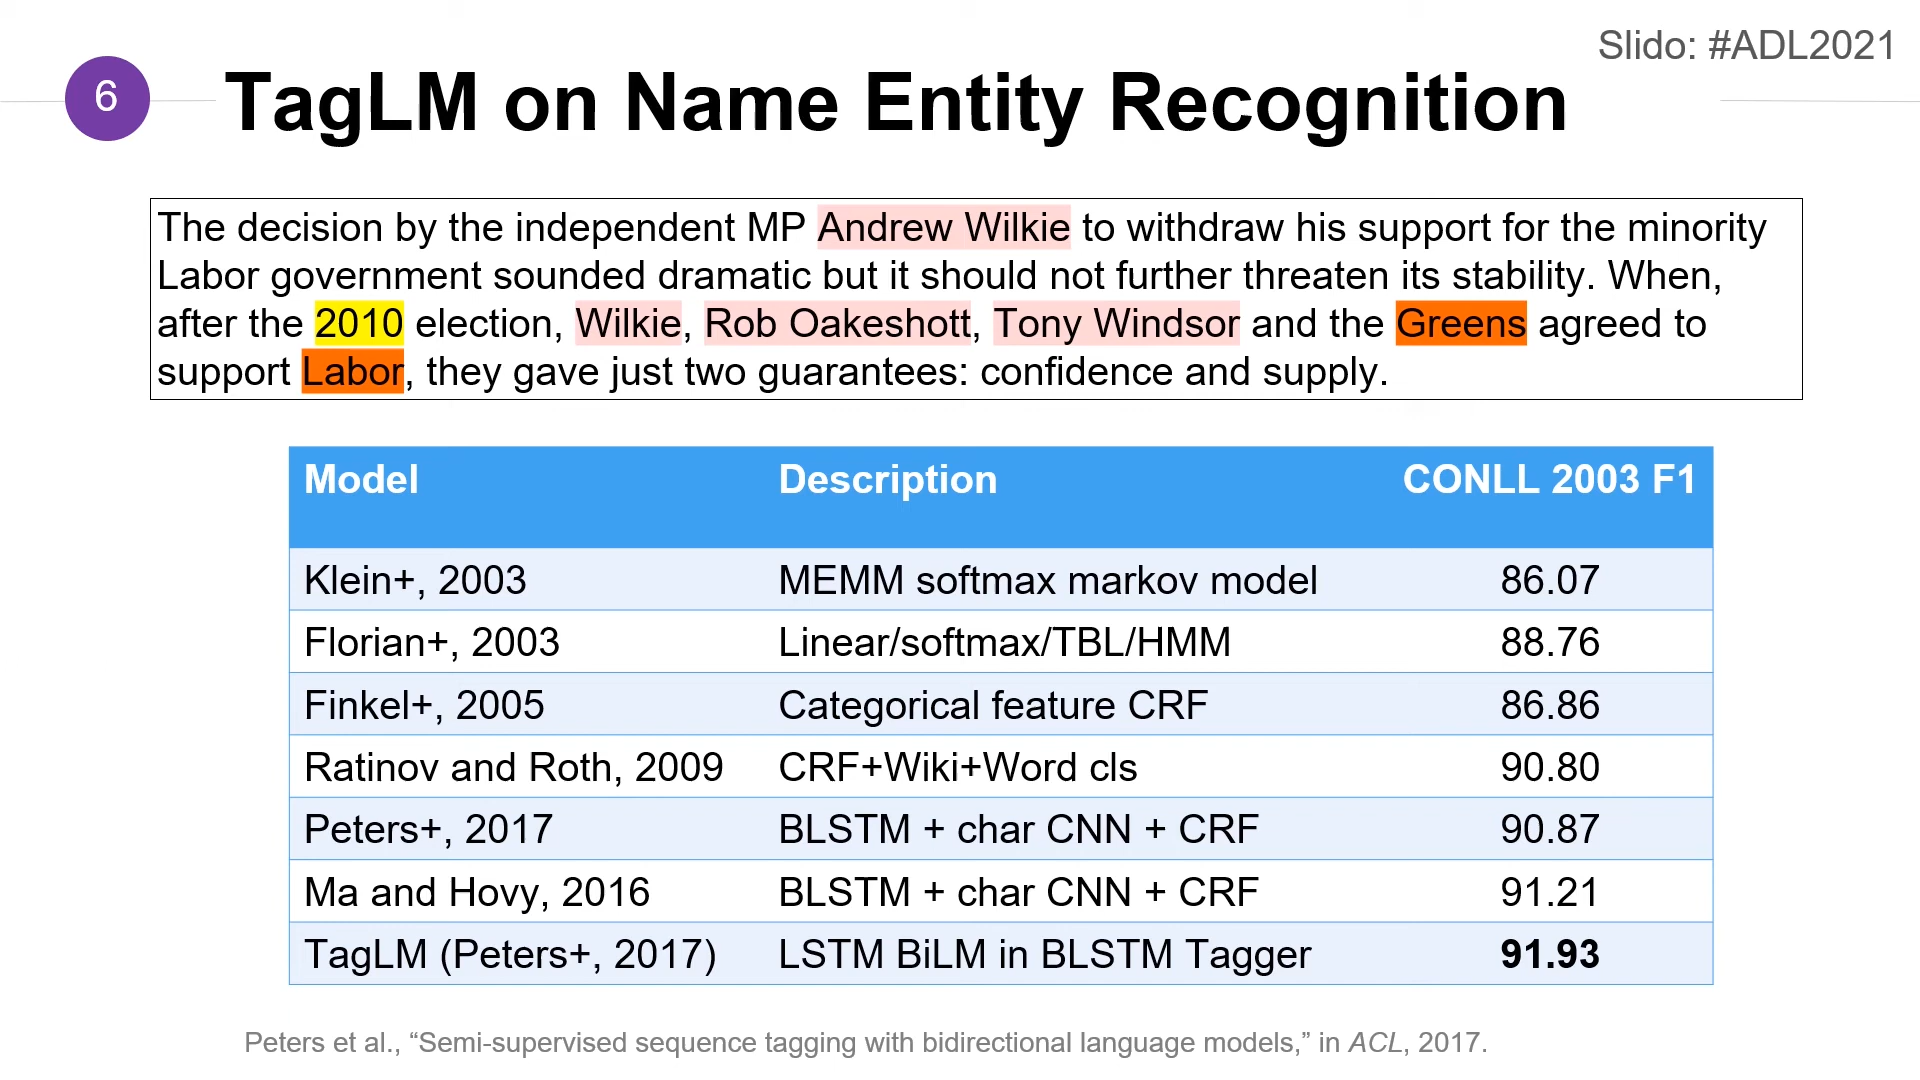 Slido: #ADL2021
6
TagLM on Name Entity Recognition
The decision by the independent MP Andrew Wilkie to withdraw his support for the minority
Labor government sounded dramatic but it should not further threaten its stability. When,
after the 2010 election, Wilkie, Rob Oakeshott, Tony Windsor and the Greens agreed to
support Labor, they gave just two guarantees: confidence and supply.
Model Description CONLL 2003 F1
Klein+, 2003 MEMM softmax markov model 86.07
Florian+, 2003 Linear/softmax/TBL/HMM 88.76
Finkel+, 2005 Categorical feature CRF 86.86
Ratinov and Roth, 2009 CRF+Wiki+Word cls 90.80
Peters+, 2017 BLSTM + char CNN + CRF 90.87
Ma and Hovy, 2016 BLSTM + char CNN + CRF 91.21
TagLM (Peters+, 2017) LSTM BiLM in BLSTM Tagger 91.93
Peters et al., “Semi-supervised sequence tagging with bidirectional language models,” in ACL, 2017.